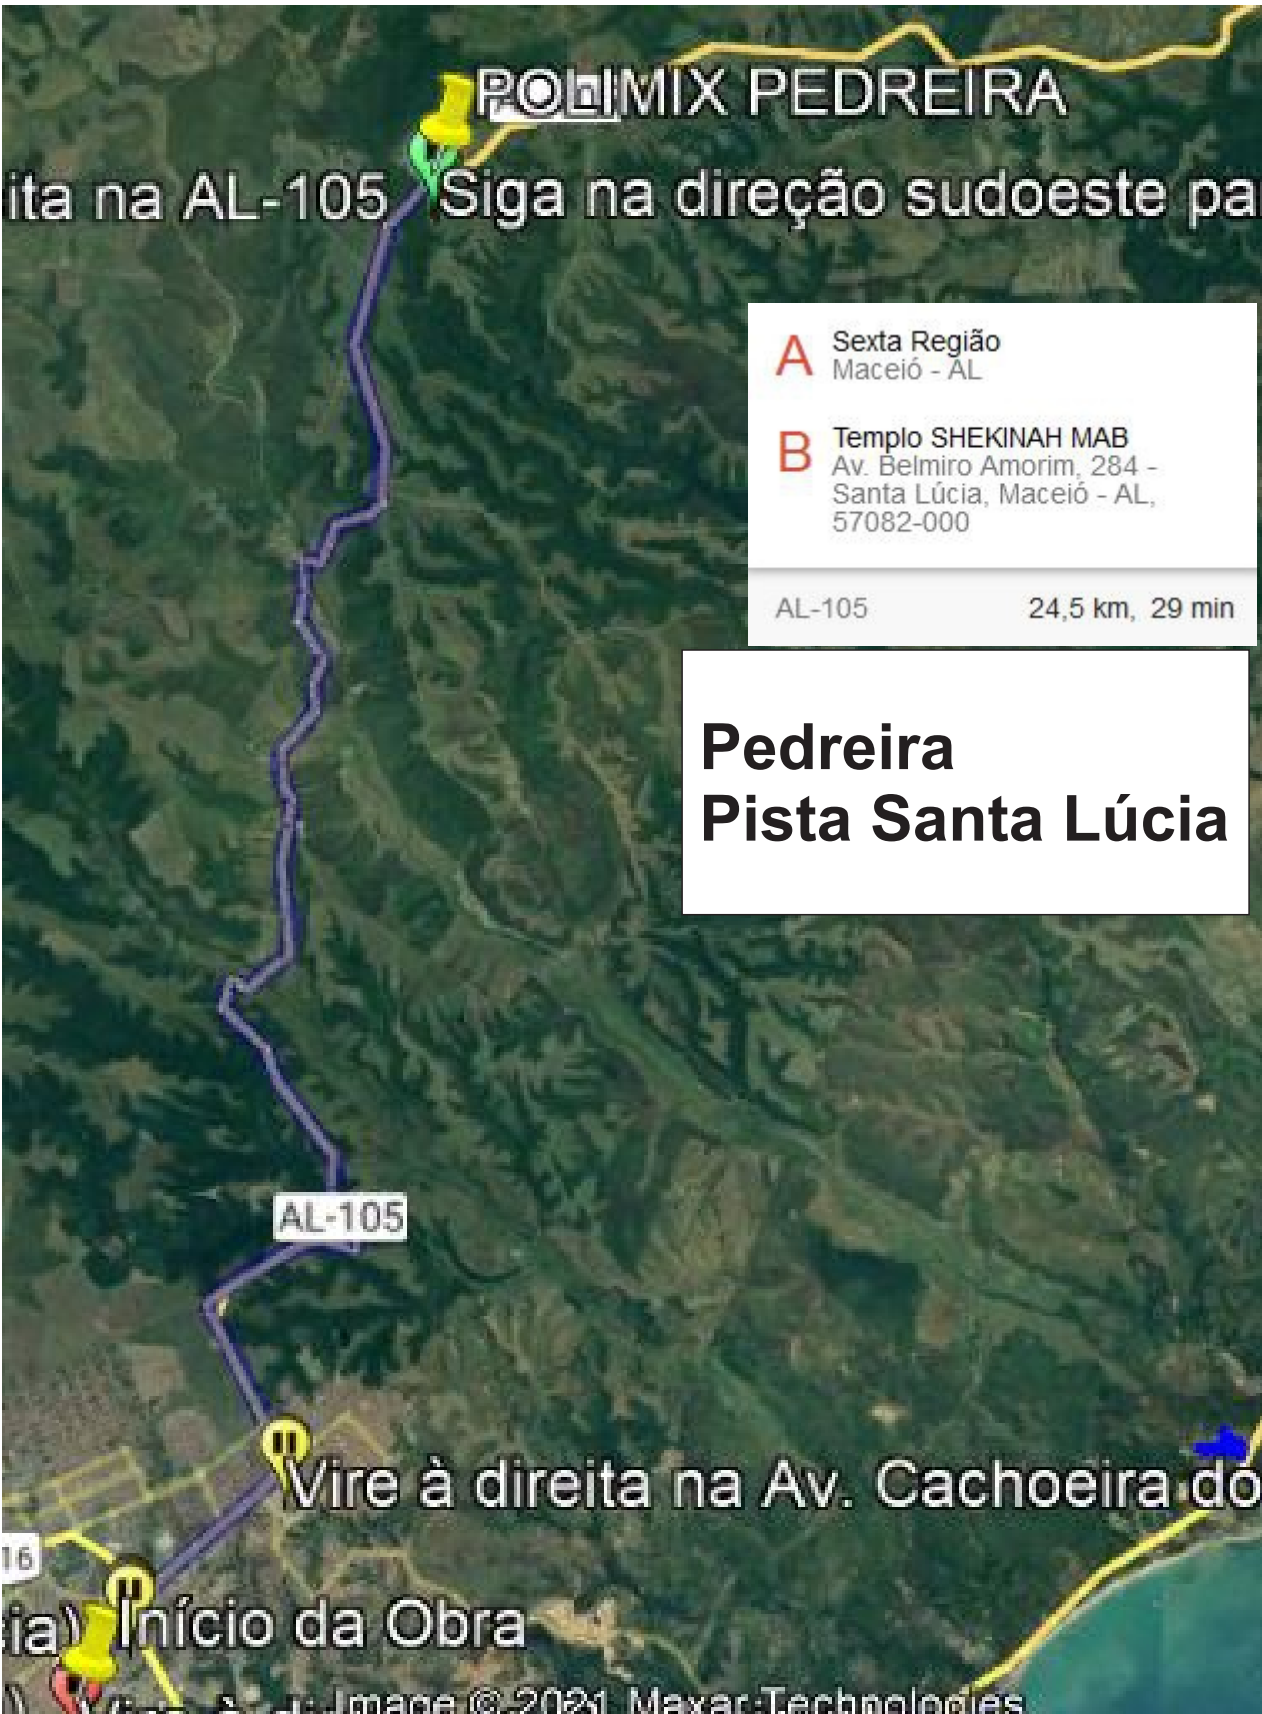 POLIMIX PEDREIRA
ita na AL-105
Siga na direção sudoeste pa
A Sexta Região
Maceió - AL
B Templo SHEKINAH MAB
Av. Belmiro Amorim, 284 -
Santa Lúcia, Maceió - AL,
57082-000
AL-105 24,5 km, 29 min
Pedreira
Pista Santa Lúcia
AL-105
Vire à direita na Av. Cachoeira do
16
Início da Obra
cia)
Image © 2021 Maxar Technologies